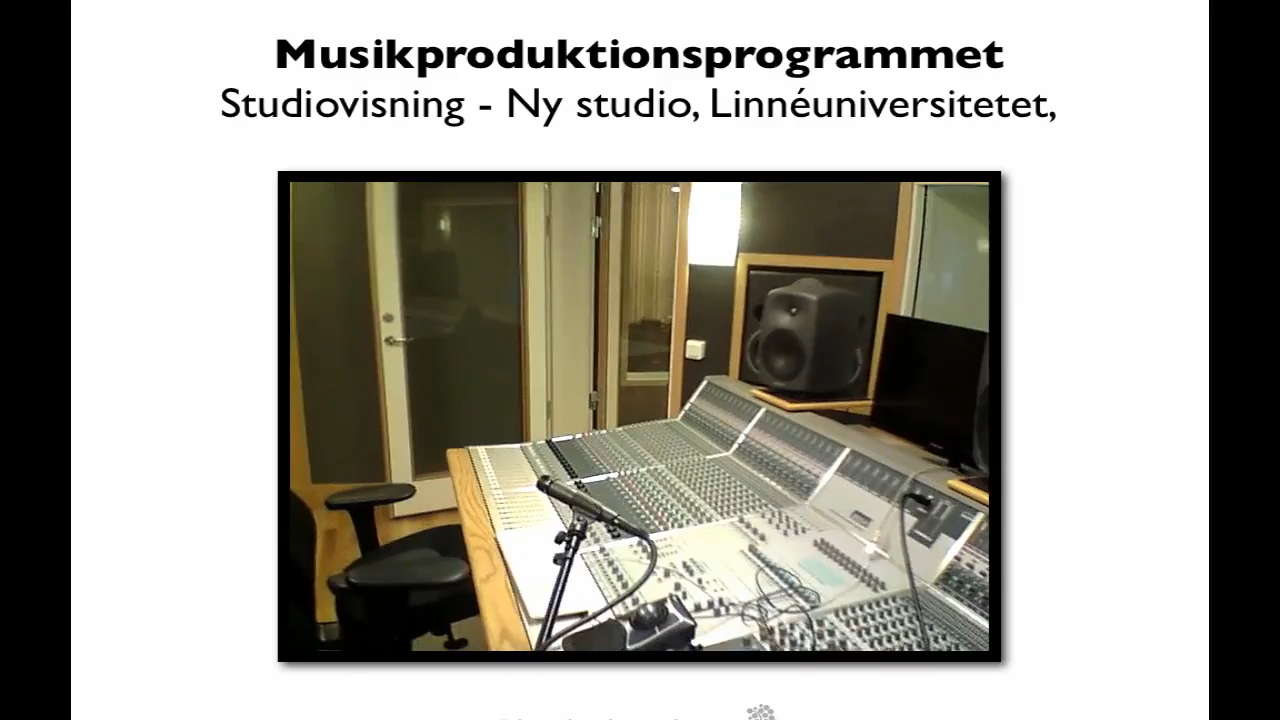 Musikproduktionsprogrammet
Studiovisning - Ny studio, Linnéuniversitetet,